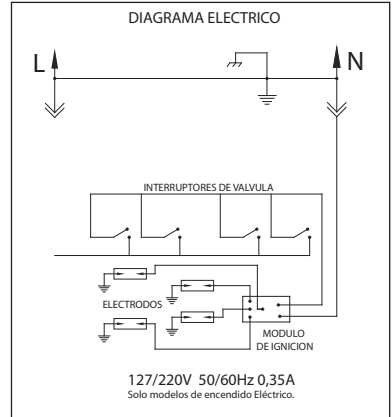 DIAGRAMA ELECTRICO
L
N
INTERRUPTORES DE VALVULA
ELECTRODOS
MODULO
DE IGNICION
127/220V 50/60Hz 0,35A
Solo modelos de encendido Eléctrico.